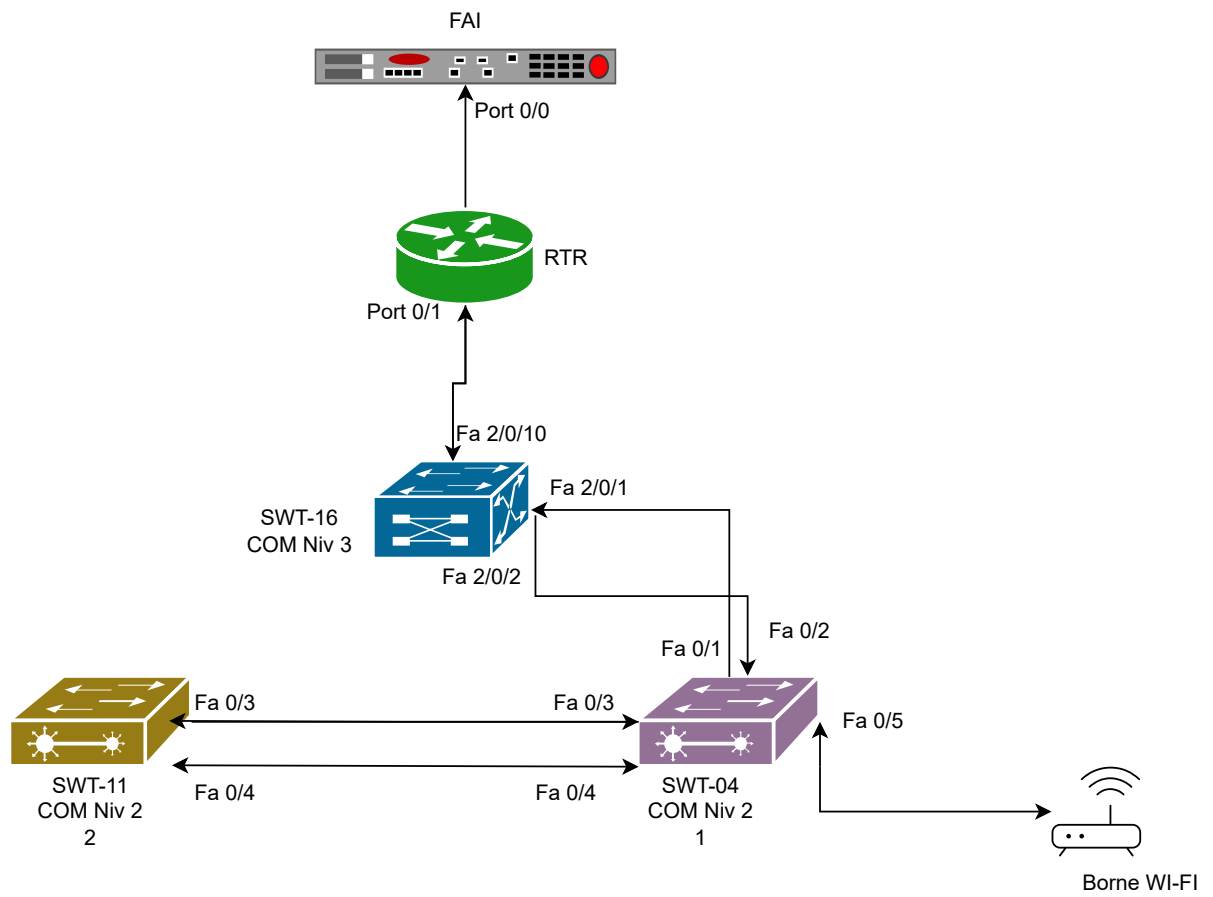 FAI
Port 0/0
RTR
Port 0/1
Fa 2/0/10
Fa 2/0/1
SWT-16
COM Niv 3
Fa 2/0/2
Fa 0/2
Fa 0/1
Fa 0/3
Fa 0/3
Fa 0/5
SWT-11
COM Niv 2
2
Fa 0/4
Fa 0/4
SWT-04
COM Niv 2
1
Borne WI-FI